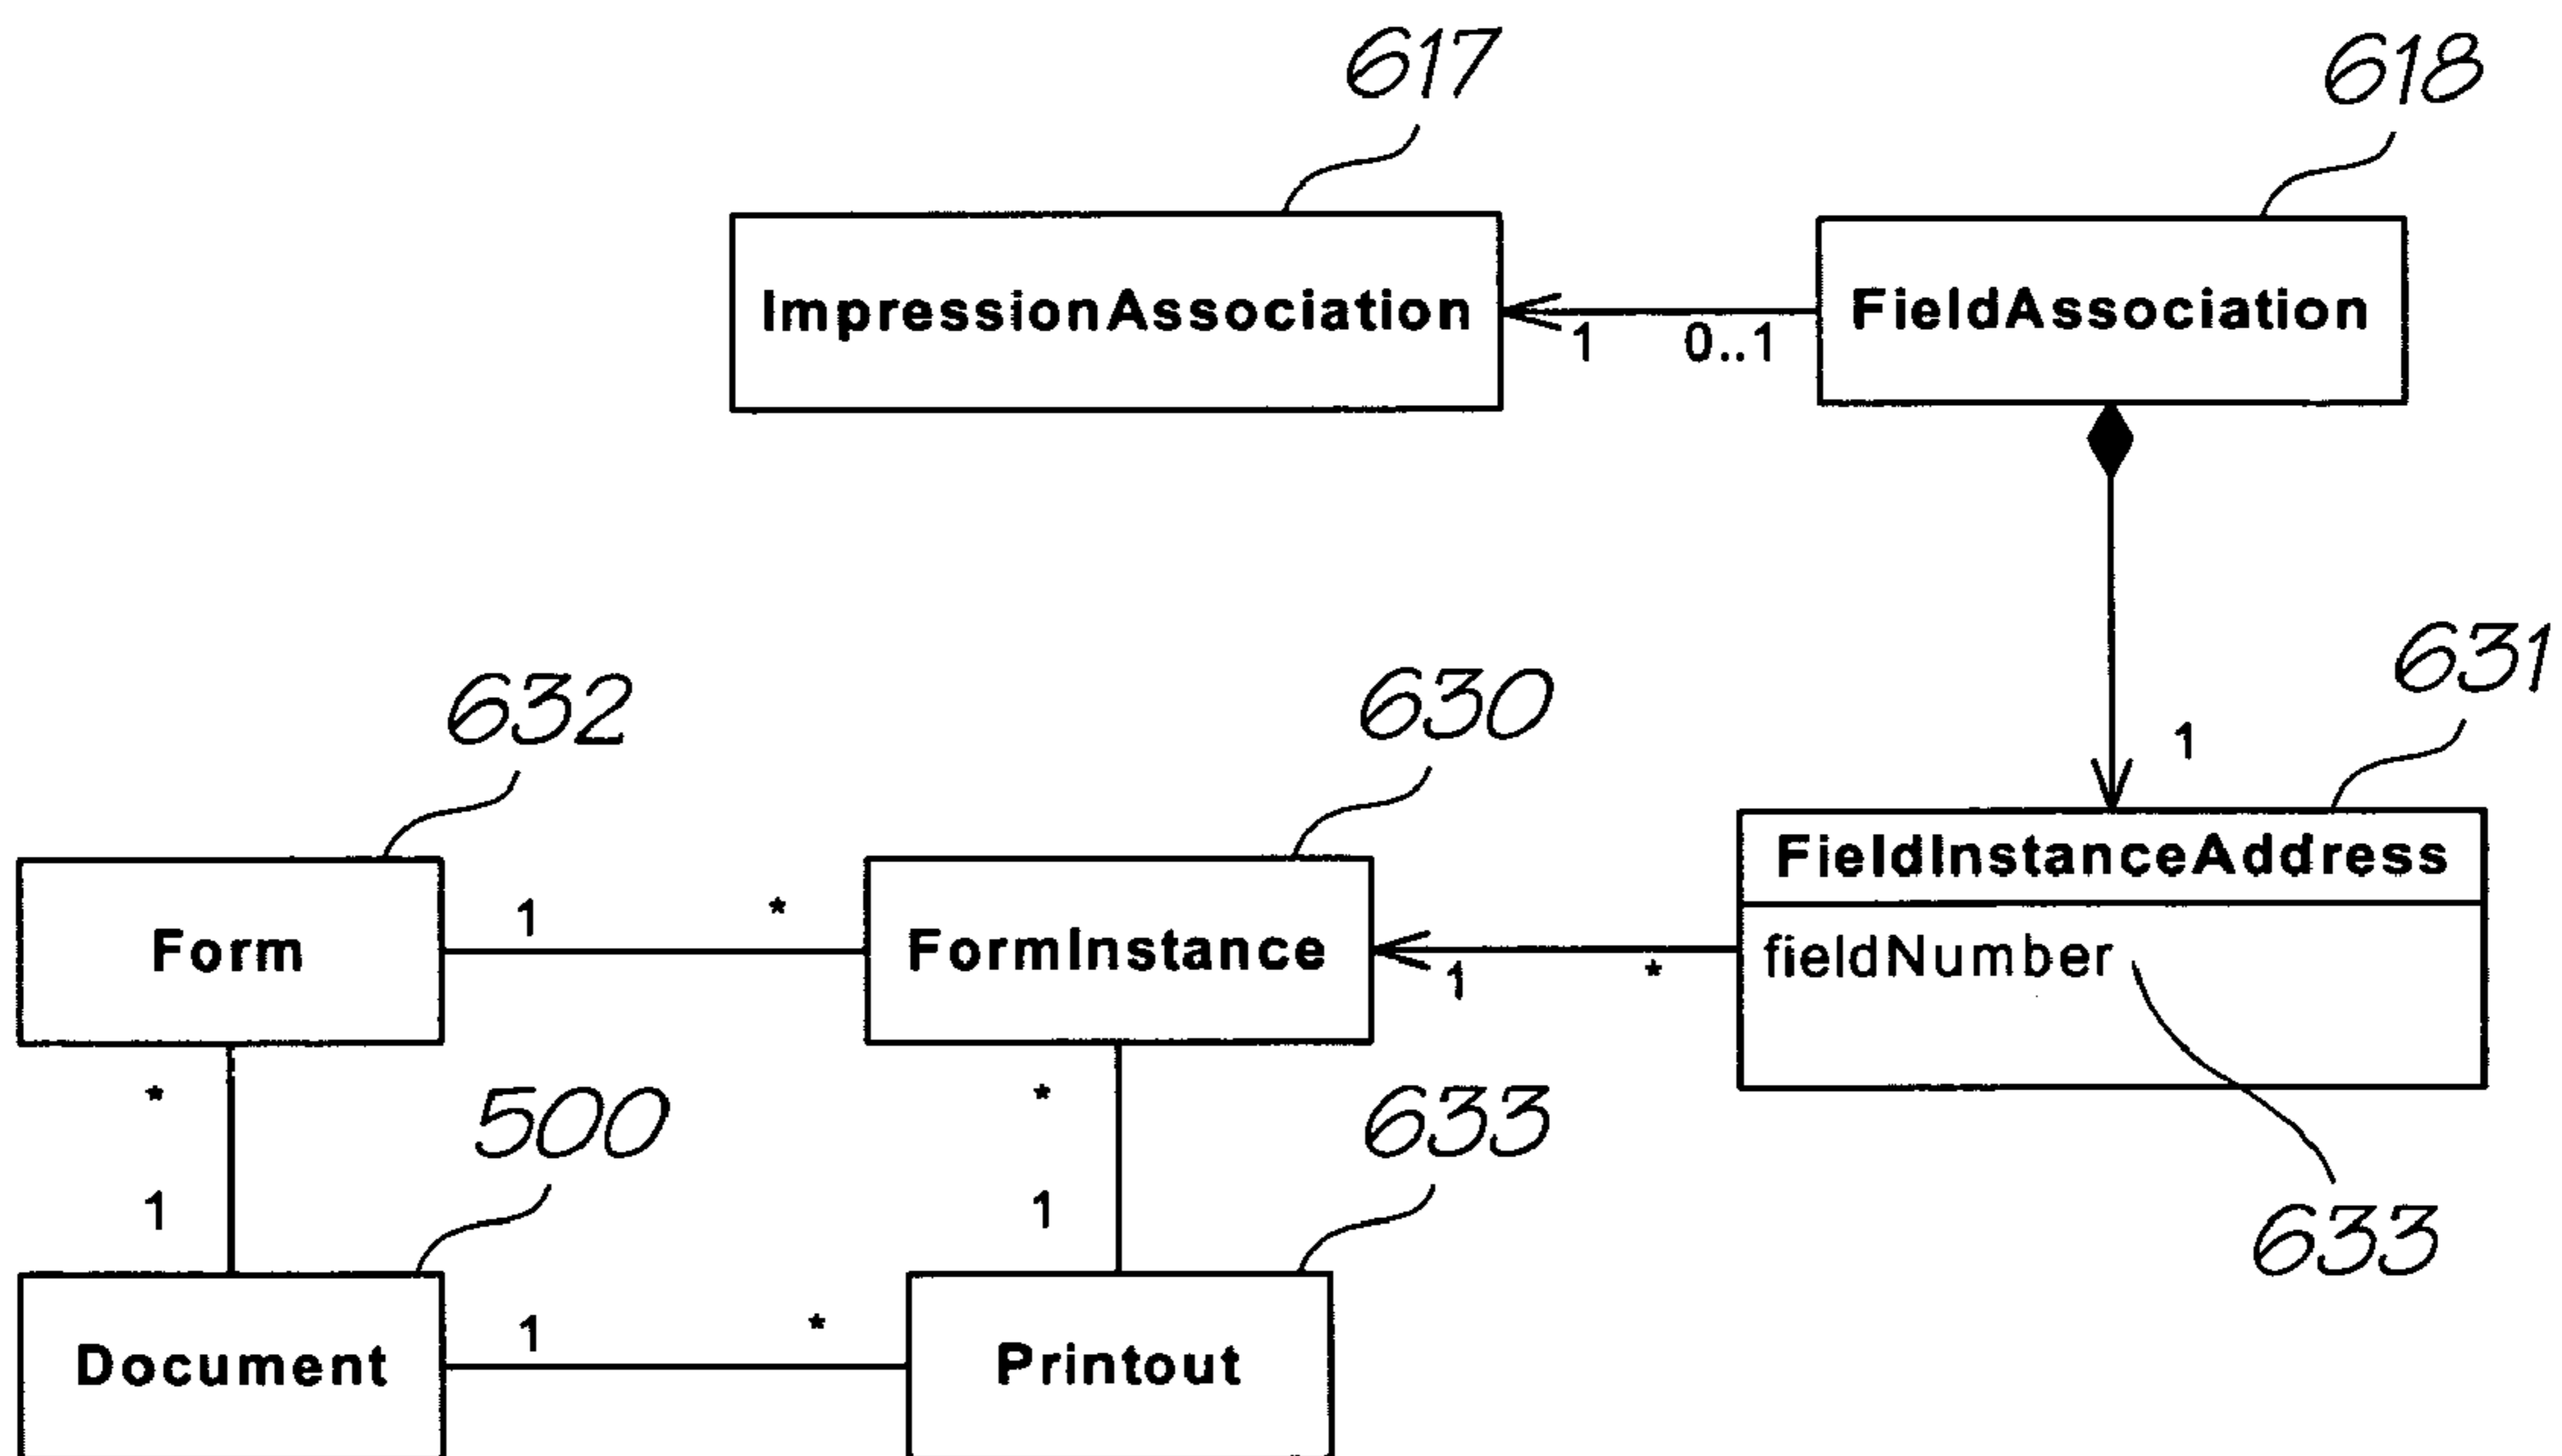 617
618
ImpressionAssociation
1
0..1
FieldAssociation
631
1
632
630
FieldInstanceAddress
Form
1
*
FormInstance
1
*
fieldNumber
*
500
*
633
1
1
633
Document
1
*
Printout